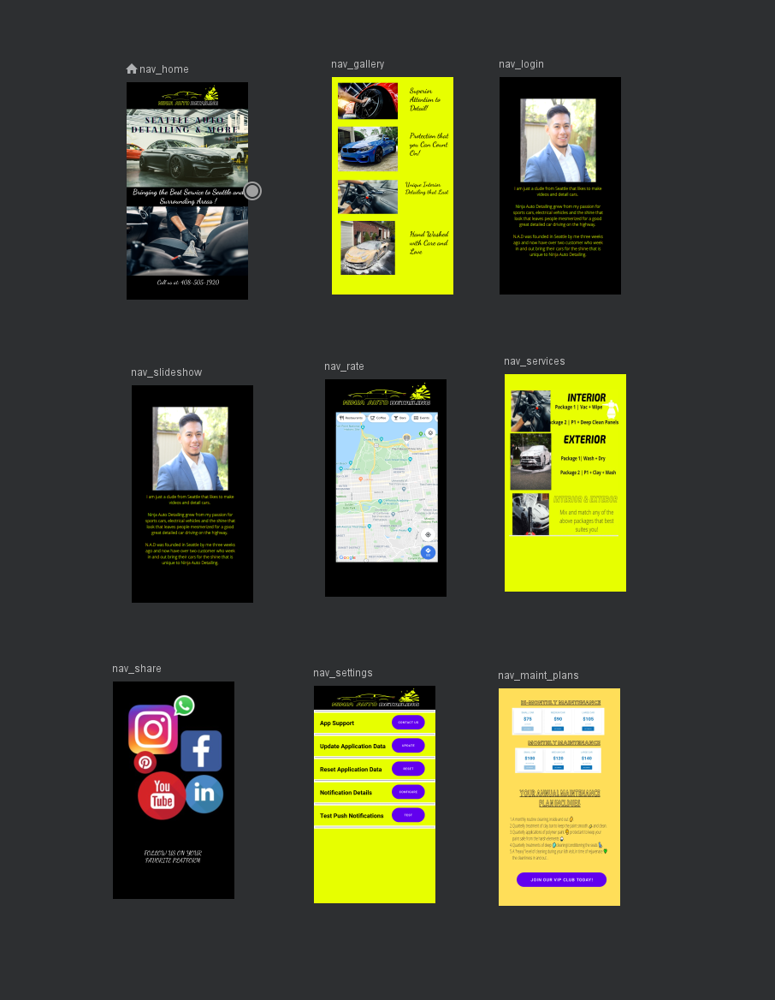 nav_home
NINJA AUTO DETAILING
SEATTLE AUTO
DETAILING & MORE
Bringing the Best Service to Seattle and
Surrounding Areas !
Call us at: 408-505-1920
nav_gallery
Superior
Attention to
Detail!
Protection that
you Can Count
On!
Unique Interior
Detailing that Last
Hand Washed
with Care and
Love
nav_login
I am just a dude from Seattle that likes to make
videos and detail cars.
Ninja Auto Detailing grew from my passion for
sports cars, electrical vehicles and the shine that
look that leaves people mesmerized for a good
great detailed car driving on the highway.
N.A.D was founded in Seattle by me three weeks
ago and now have over two customer who week
in and out bring their cars for the shine that is
unique to Ninja Auto Detailing.
nav_slideshow
I am just a dude from Seattle that likes to make
videos and detail cars.
Ninja Auto Detailing grew from my passion for
sports cars, electrical vehicles and the shine that
look that leaves people mesmerized for a good
great detailed car driving on the highway.
N.A.D was founded in Seattle by me three weeks
ago and now have over two customer who week
in and out bring their cars for the shine that is
unique to Ninja Auto Detailing.
nav_rate
NINJA AUTO DETAILING
Restaurants Coffee Bars Events
Google
GO
nav_services
INTERIOR
Package 1 | Vac + Wipe
ckage 2 | P1 + Deep Clean Panels
EXTERIOR
Package 1| Wash + Dry
Package 2 | P1 + Clay + Wash
INTERIOR & EXTERIOR
Mix and match any of the
above packages that best
suites you!
nav_share
You
Tube
in
FOLLOW US ON YOUR
FAVORITE PLATFORM
nav_settings
NINJA AUTO DETAILING
App Support CONTACT US
Update Application Data UPDATE
Reset Application Data RESET
Notification Details CONFIGURE
Test Push Notifications TEST
nav_maint_plans
BI-MONTHLY MAINTENANCE
$75 $90 $105
MONTHLY MAINTENANCE
$100 $120 $140
YOUR ANNUAL MAINTENANCE
PLAN INCLUDES
JOIN OUR VIP CLUB TODAY!